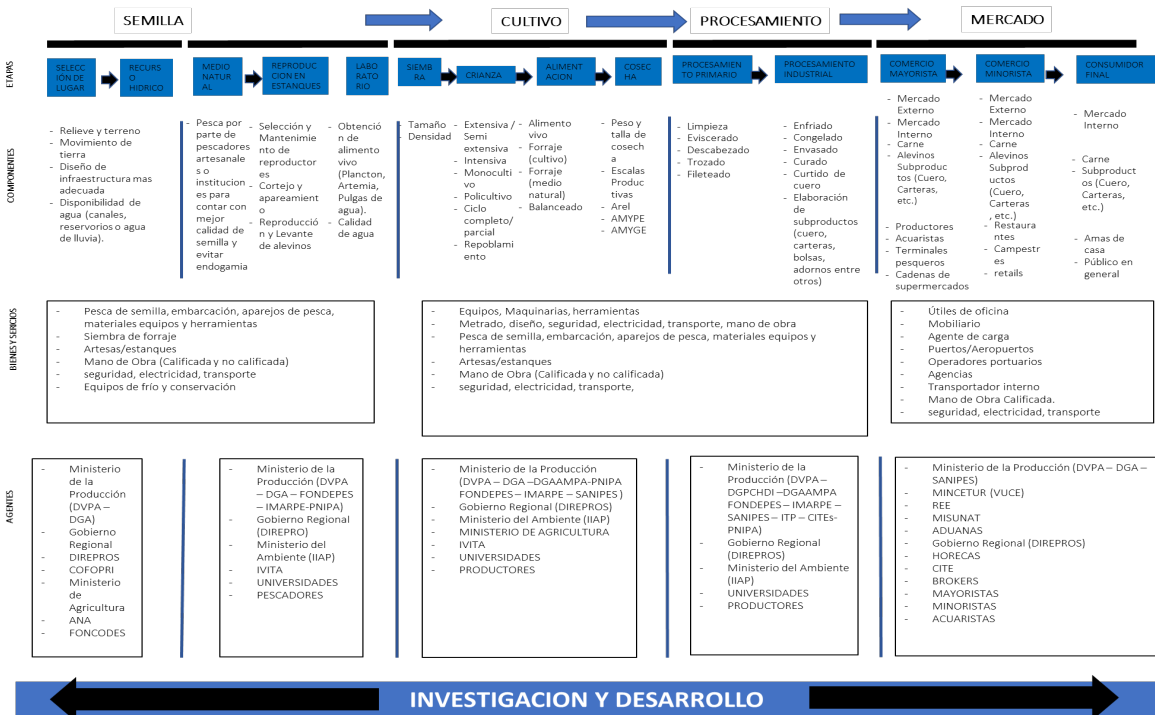 SEMILLA
CULTIVO
PROCESAMIENTO
MERCADO
ETAPAS
SELECC
IÓN DE
LUGAR
RECURS
O
HIDRICO
MEDIO
NATUR
AL
REPRODUC
CION EN
ESTANQUES
LABO
RATO
RIO
SIEM
BRA
CRIANZA
ALIMENT
ACION
COSE
CHA
PROCESAMIEN
TO PRIMARIO
PROCESAMIENTO
INDUSTRIAL
COMERCIO
MAYORISTA
COMERCIO
MINORISTA
CONSUMIDOR
FINAL
COMPONENTES
- Relieve y terreno
- Movimiento de
tierra
- Diseño de
infraestructura mas
adecuada
- Disponibilidad de
agua (canales,
reservorios o agua
de lluvia).
- Pesca por
parte de
pescadores
artesanale
s o
institucion
es para
contar con
mejor
calidad de
semilla y
evitar
endogamia
- Selección y
Mantenimie
nto de
reproductor
es
- Cortejo y
apareamient
o
- Reproducció
n y Levante
de alevinos
- Obtenció
n de
alimento
vivo
(Plancton,
Artemia,
Pulgas de
agua).
- Calidad
de agua
- Tamaño
- Densidad
- Extensiva /
Semi
extensiva
- Intensiva
- Monoculti
vo
- Policultivo
- Ciclo
completo/
parcial
- Repoblami
ento
- Alimento
vivo
- Forraje
(cultivo)
- Forraje
(medio
natural)
- Balanceado
- Peso y
talla de
cosech
a
- Escalas
Produc
tivas
- Arel
- AMYPE
- AMYGE
- Limpieza
- Eviscerado
- Descabezado
- Trozado
- Fileteado
- Enfriado
- Congelado
- Envasado
- Curado
- Curtido de
cuero
- Elaboración
de
subproductos
(cuero,
carteras,
bolsas,
adornos entre
otros)
- Mercado
Externo
- Mercado
Interno
- Carne
- Alevinos
Subproduc
tos (Cuero,
Carteras,
etc.)
- Productores
- Acuaristas
- Terminales
pesqueros
- Cadenas de
supermercados
- Mercado
Externo
- Mercado
Interno
- Carne
- Alevinos
Subprod
uctos
(Cuero,
Carteras
, etc.)
- Restaura
ntes
- Campestr
es
- retails
- Mercado
Interno
- Carne
- Subproduct
os (Cuero,
Carteras,
etc.)
- Amas de
casa
- Público en
general
BIENES Y SERICIOS
- Pesca de semilla, embarcación, aparejos de pesca,
materiales equipos y herramientas
- Siembra de forraje
- Artesas/estanques
- Mano de Obra (Calificada y no calificada)
- seguridad, electricidad, transporte
- Equipos de frío y conservación
- Equipos, Maquinarias, herramientas
- Metrado, diseño, seguridad, electricidad, transporte, mano de obra
- Pesca de semilla, embarcación, aparejos de pesca, materiales equipos y
herramientas
- Artesas/estanques
- Mano de Obra (Calificada y no calificada)
- seguridad, electricidad, transporte,
- Útiles de oficina
- Mobiliario
- Agente de carga
- Puertos/Aeropuertos
- Operadores portuarios
- Agencias
- Transportador interno
- Mano de Obra Calificada.
- seguridad, electricidad, transporte
AGENTES
- Ministerio
de la
Producción
(DVPA –
DGA)
- Gobierno
Regional
- DIREPROS
- COFOPRI
- Ministerio
de
Agricultura
- ANA
- FONCODES
- Ministerio de la
Producción (DVPA
– DGA – FONDEPES
– IMARPE-PNIPA)
- Gobierno Regional
(DIREPRO)
- Ministerio del
Ambiente (IIAP)
- IVITA
- UNIVERSIDADES
- PESCADORES
- Ministerio de la Producción
(DVPA – DGA – DGAAMPA-PNIPA
FONDEPES– IMARPE – SANIPES )
- Gobierno Regional (DIREPROS)
- Ministerio del Ambiente (IIAP)
- MINISTERIO DE AGRICULTURA
- IVITA
- UNIVERSIDADES
- PRODUCTORES
- Ministerio de la
Producción (DVPA –
DGPCHDI –DGAAMPA
FONDEPES – IMARPE –
SANIPES – ITP – CITEs-
PNIPA)
- Gobierno Regional
(DIREPROS)
- Ministerio del Ambiente
(IIAP)
- UNIVERSIDADES
- PRODUCTORES
- Ministerio de la Producción (DVPA – DGA –
SANIPES)
- MINCETUR (VUCE)
- REE
- MISUNAT
- ADUANAS
- Gobierno Regional (DIREPROS)
- HORECAS
- CITE
- BROKERS
- MAYORISTAS
- MINORISTAS
- ACUARISTAS
INVESTIGACION Y DESARROLLO